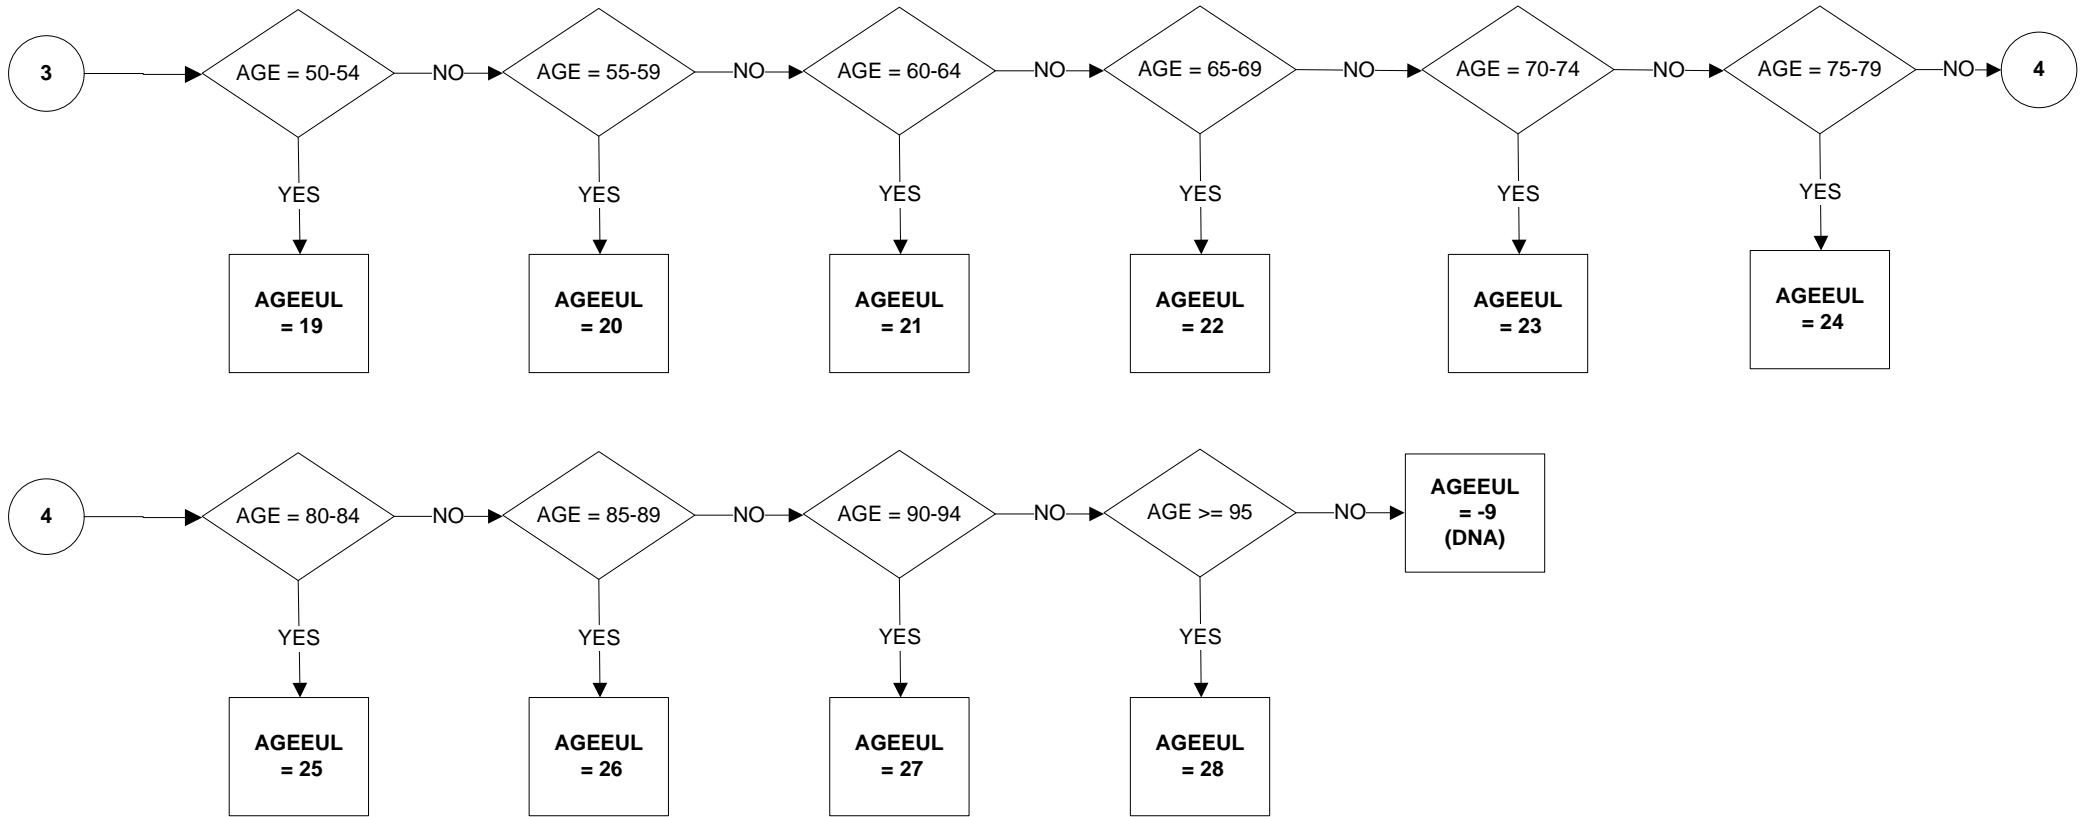 3
AGE = 50-54
NO
AGE = 55-59
NO
AGE = 60-64
NO
AGE = 65-69
NO
AGE = 70-74
NO
AGE = 75-79
NO
4
YES
YES
YES
YES
YES
YES
AGEEUL
= 19
AGEEUL
= 20
AGEEUL
= 21
AGEEUL
= 22
AGEEUL
= 23
AGEEUL
= 24
4
AGE = 80-84
NO
AGE = 85-89
NO
AGE = 90-94
NO
AGE >= 95
NO
AGEEUL
= -9
(DNA)
YES
YES
YES
YES
AGEEUL
= 25
AGEEUL
= 26
AGEEUL
= 27
AGEEUL
= 28